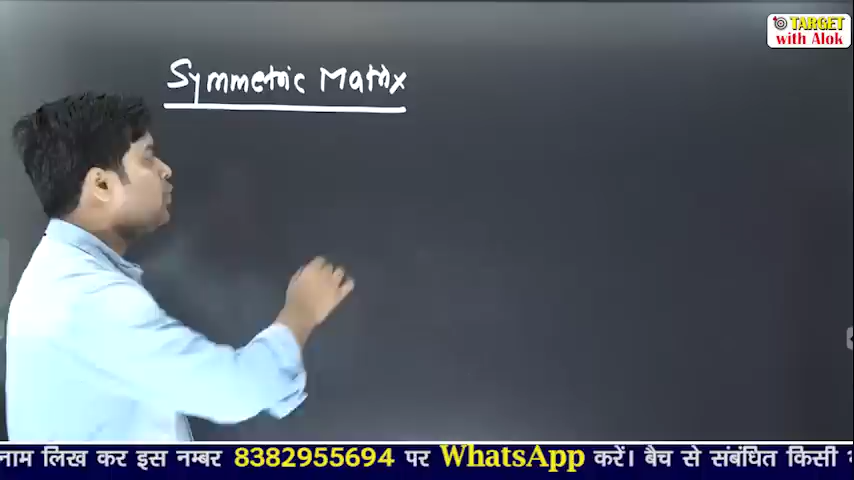 TARGET
with Alok
Symmetric Matrix
नाम लिख कर इस नम्बर 8382955694 पर WhatsApp करें। बैच से संबंधित किसी